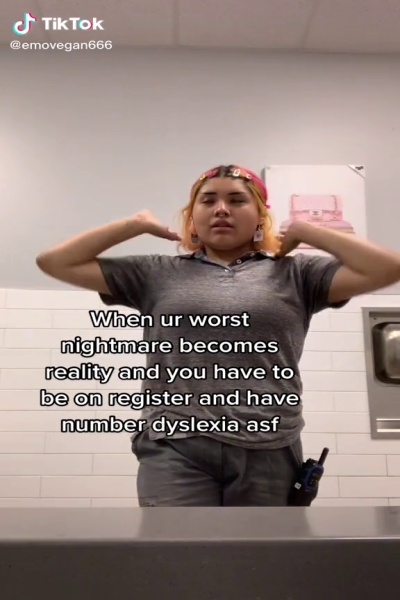 TikTok
@emovegan666
When ur worst
nightmare becomes
reality and you have to
be on register and have
number dyslexia asf